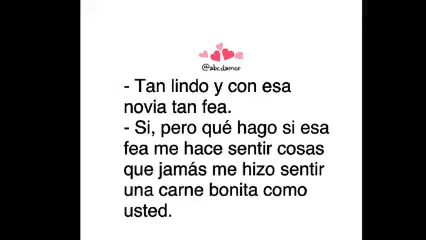 @abcdamor
- Tan lindo y con esa
novia tan fea.
- Si, pero qué hago si esa
fea me hace sentir cosas
que jamás me hizo sentir
una carne bonita como
usted.